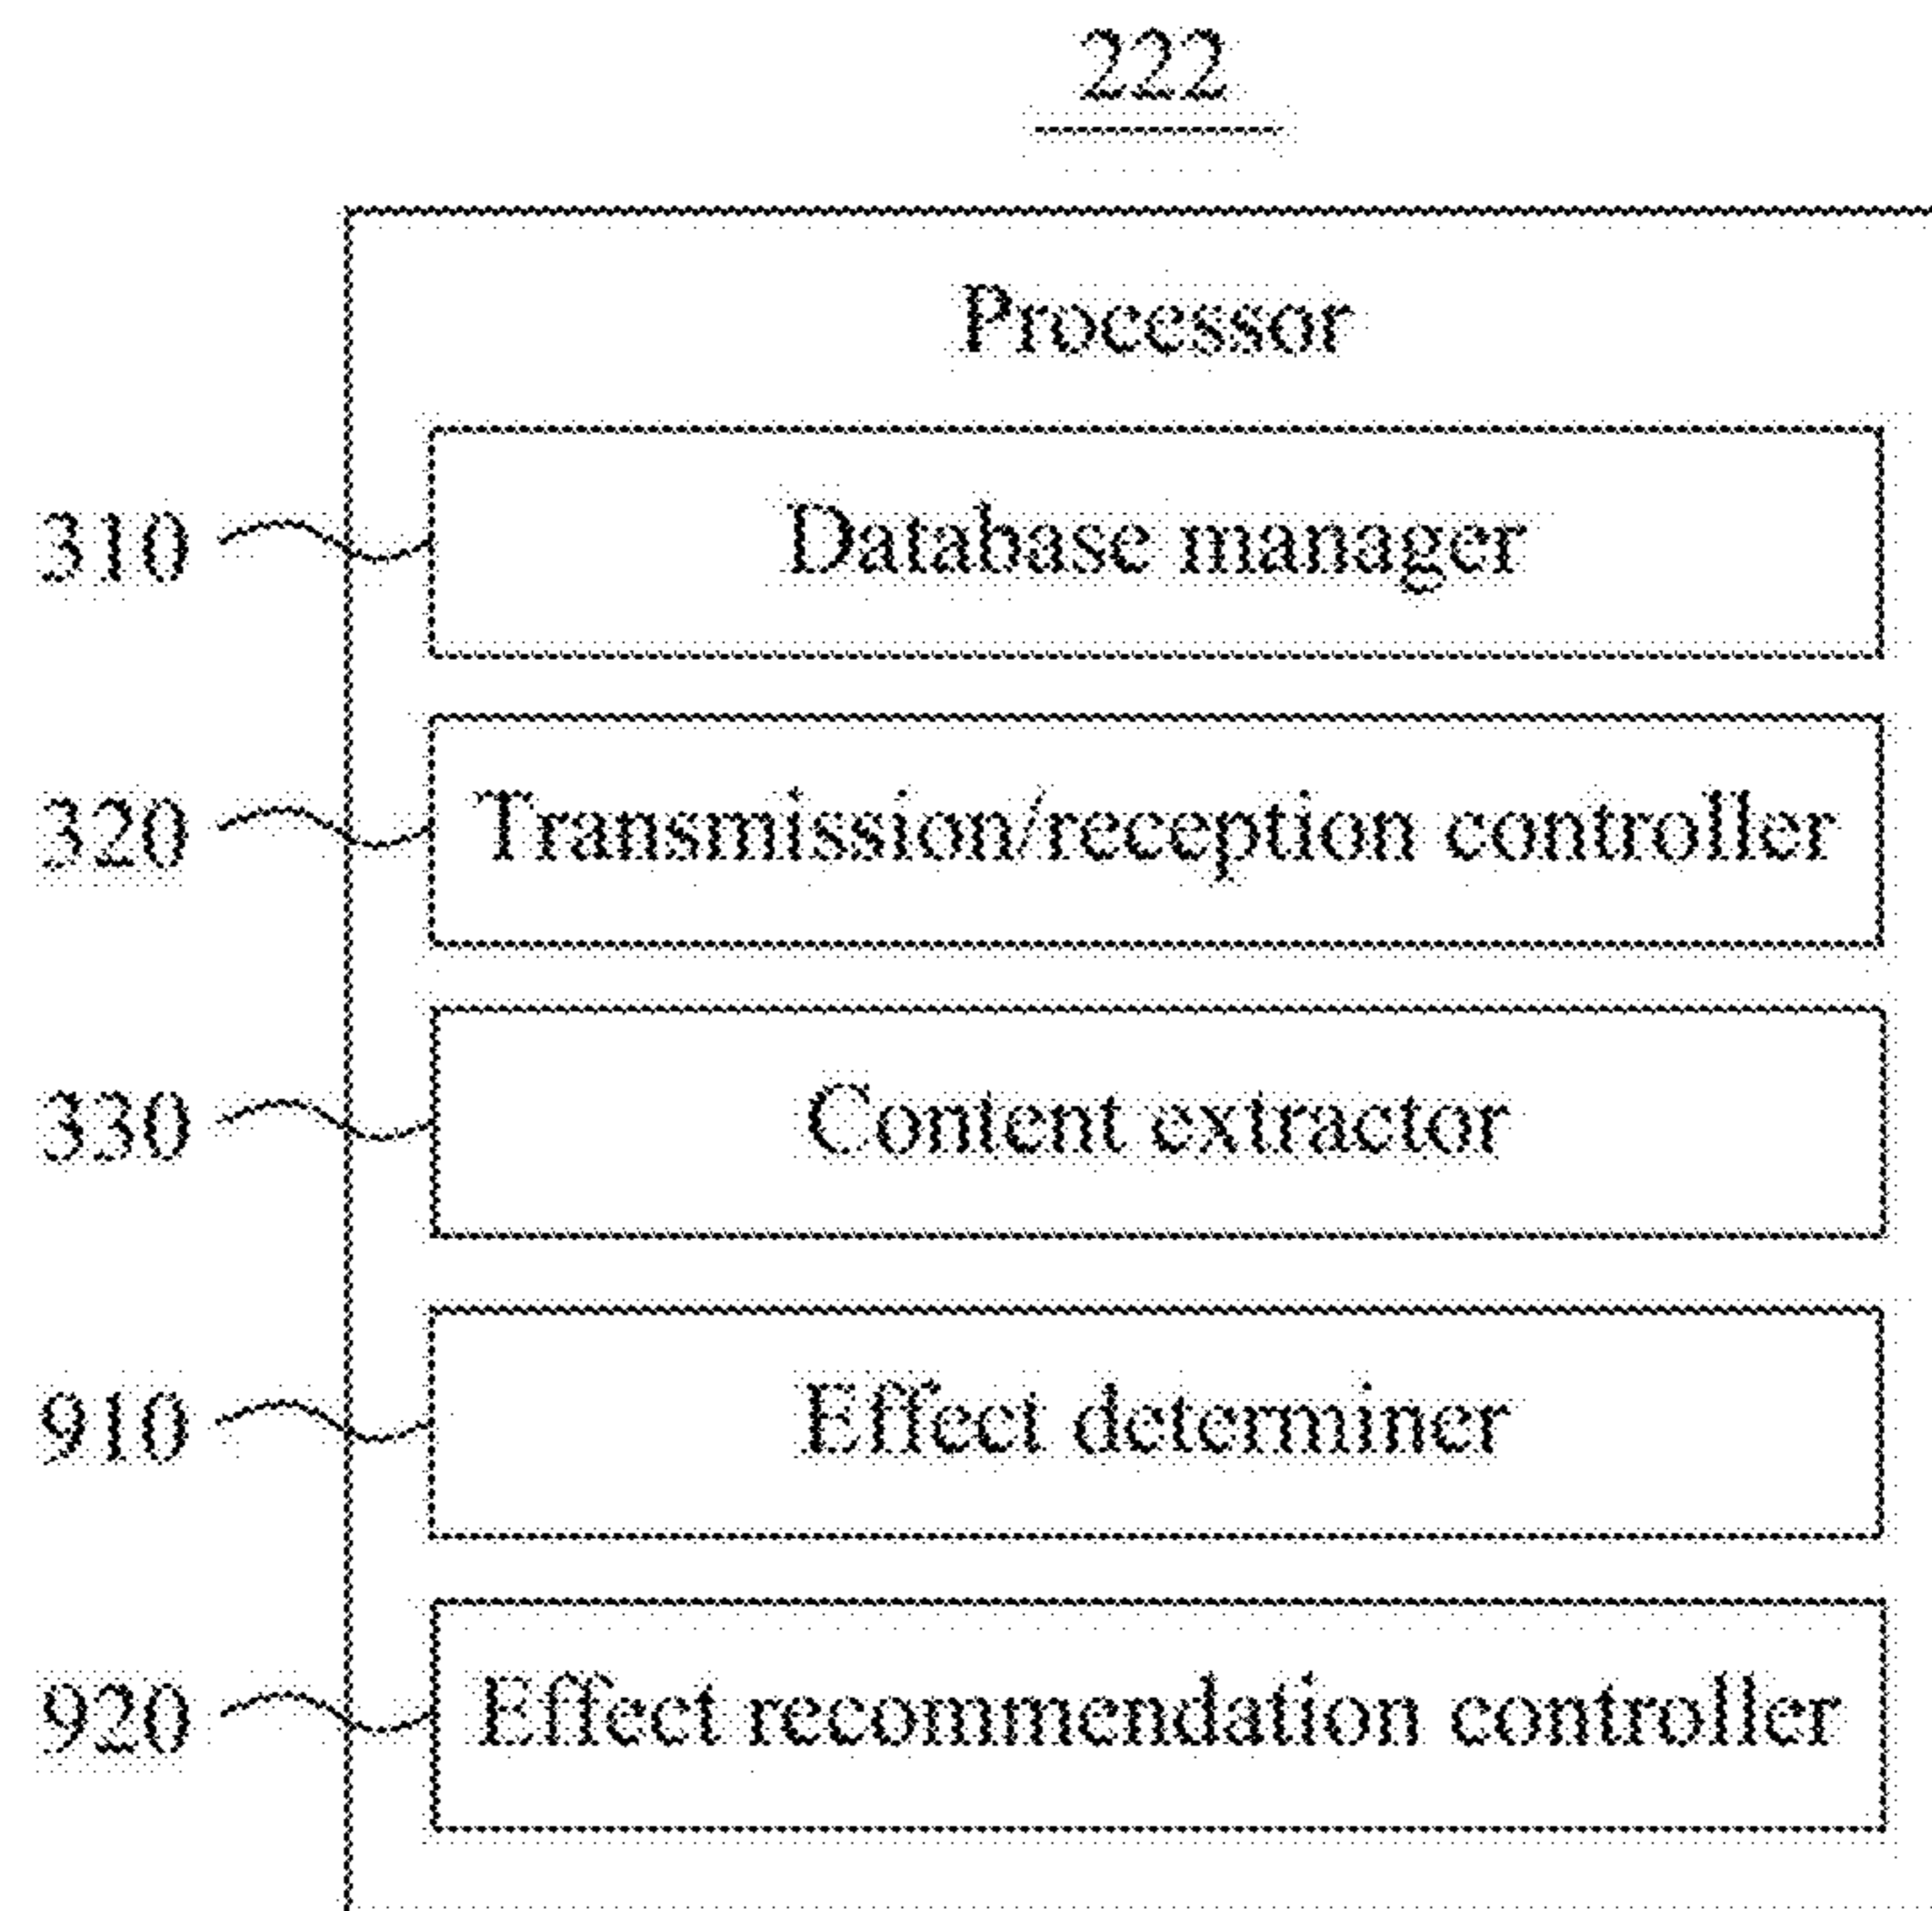 222
Processor
310 Database manager
320 Transmission/reception controller
330 Content extractor
910 Effect determiner
920 Effect recommendation controller